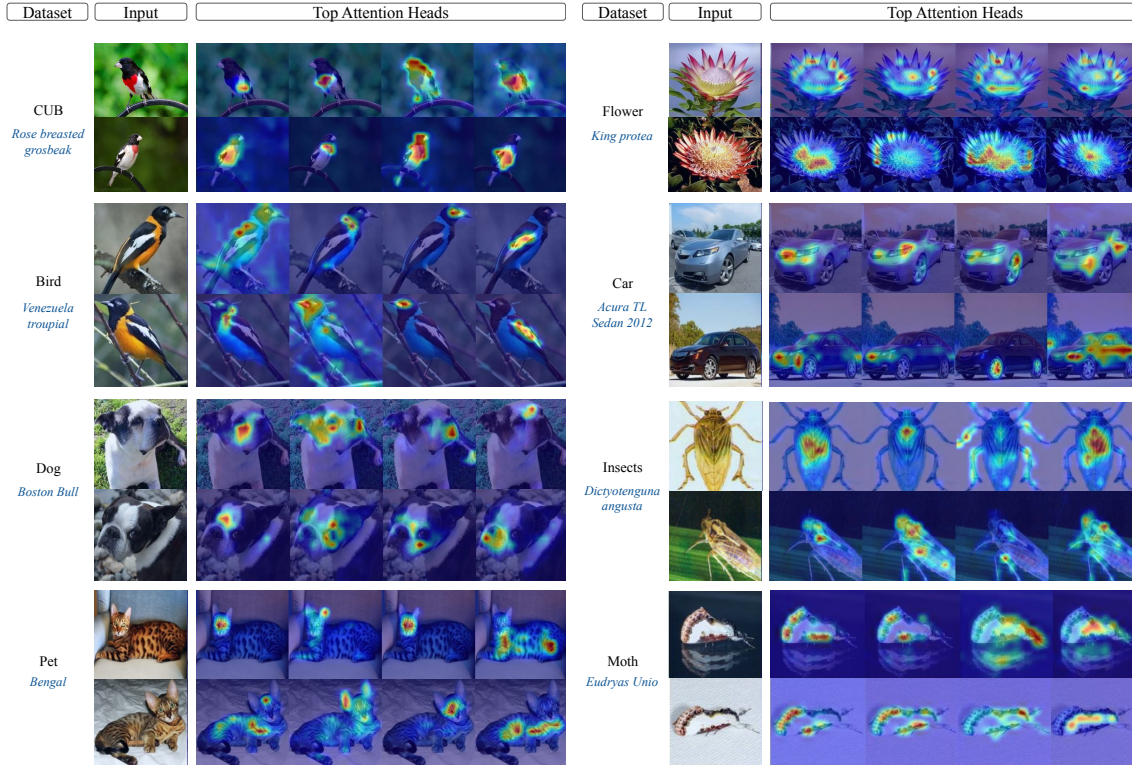 Dataset
Input
Top Attention Heads
CUB
Rose breasted
grosbeak
Bird
Venezuela
troupial
Dog
Boston Bull
Pet
Bengal
Dataset
Input
Top Attention Heads
Flower
King protea
Car
Acura TL
Sedan 2012
Insects
Dictyotenguna
angusta
Moth
Eudryas Unio